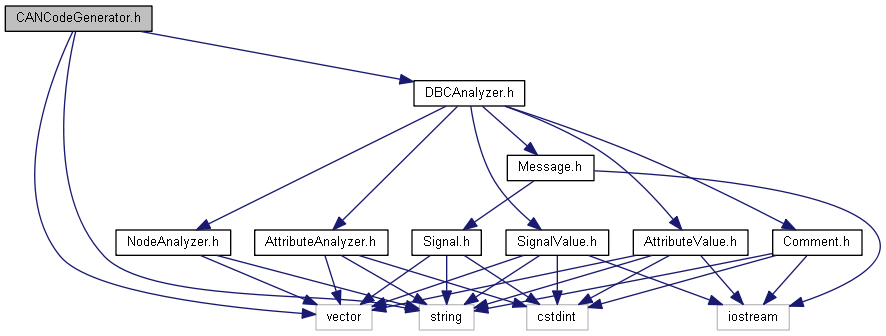 CANCodeGenerator.h
DBCAnalyzer.h
Message.h
NodeAnalyzer.h
AttributeAnalyzer.h
Signal.h
SignalValue.h
AttributeValue.h
Comment.h
vector
string
cstdint
iostream